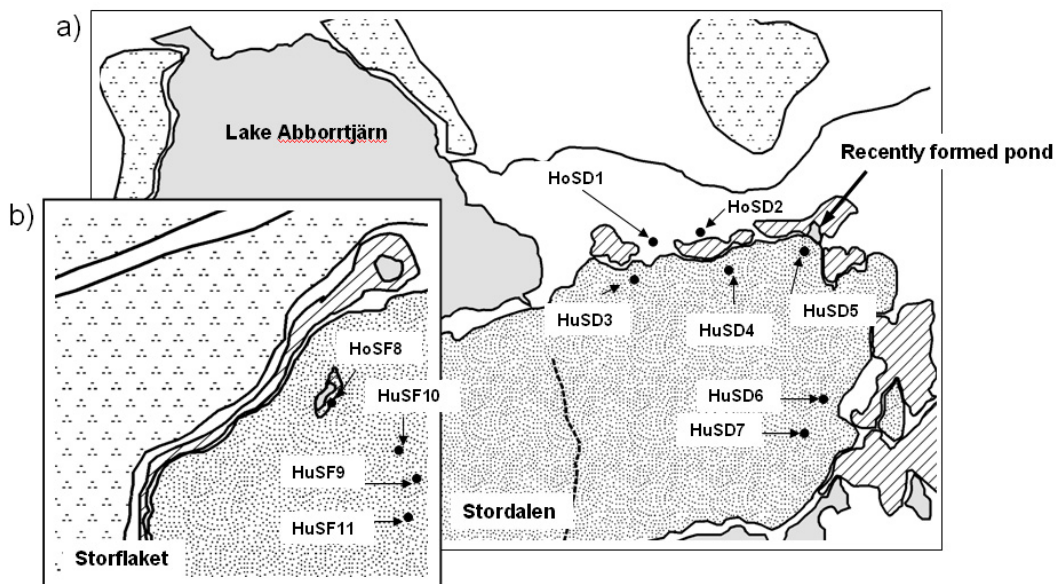 a)
Lake Abborrtjärn
Recently formed pond
HoSD1
HoSD2
HuSD3
HuSD4
HuSD5
HuSD6
HuSD7
Stordalen
b)
HoSF8
HuSF10
HuSF9
HuSF11
Storflaket